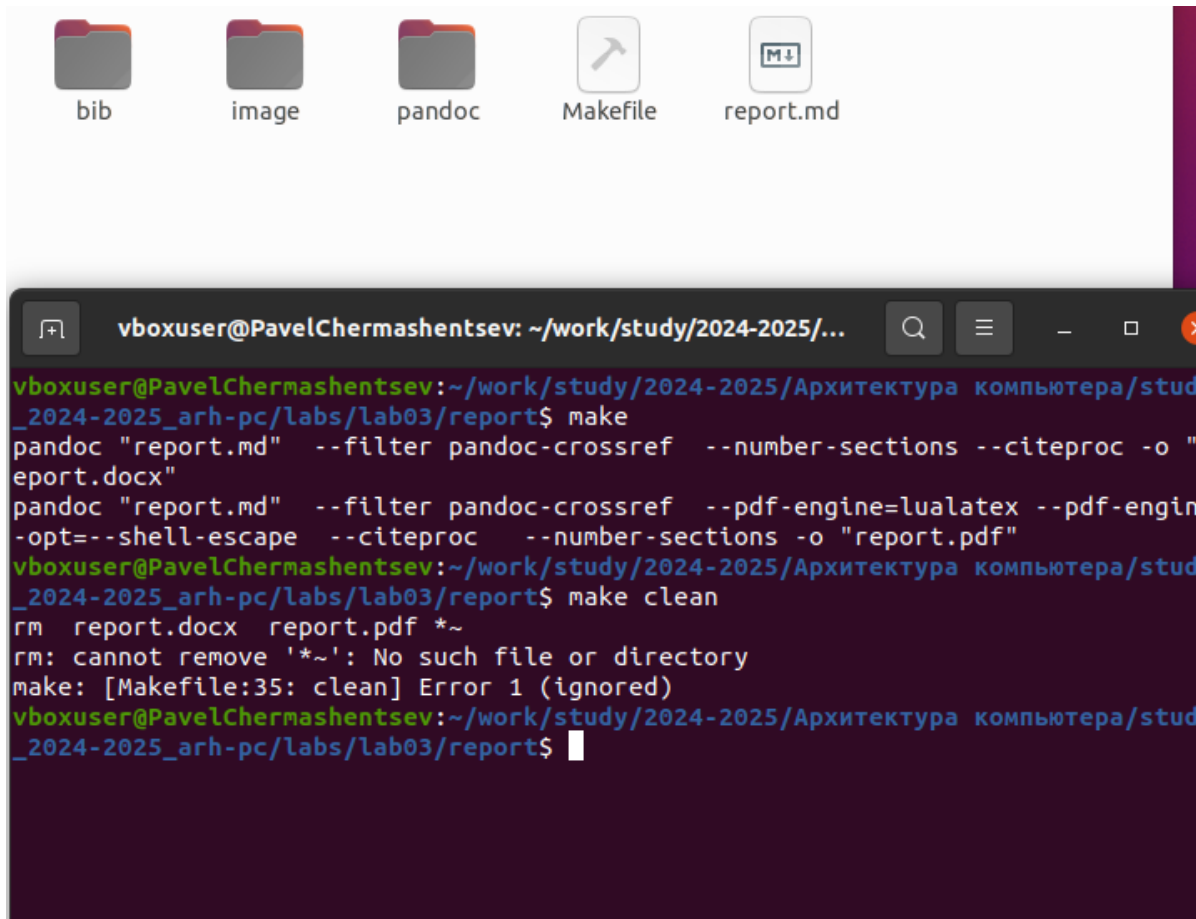 bib image pandoc Makefile report.md
M
vboxuser@PavelChermashentsev: ~/work/study/2024-2025/...
vboxuser@PavelChermashentsev:~/work/study/2024-2025/Архитектура компьютера/stud
_2024-2025_arh-pc/labs/lab03/report$ make
pandoc "report.md"  --filter pandoc-crossref  --number-sections --citeproc -o "
eport.docx"
pandoc "report.md"  --filter pandoc-crossref  --pdf-engine=lualatex --pdf-engin
-opt=--shell-escape  --citeproc   --number-sections -o "report.pdf"
vboxuser@PavelChermashentsev:~/work/study/2024-2025/Архитектура компьютера/stud
_2024-2025_arh-pc/labs/lab03/report$ make clean
rm  report.docx  report.pdf *~
rm: cannot remove '*~': No such file or directory
make: [Makefile:35: clean] Error 1 (ignored)
vboxuser@PavelChermashentsev:~/work/study/2024-2025/Архитектура компьютера/stud
_2024-2025_arh-pc/labs/lab03/report$